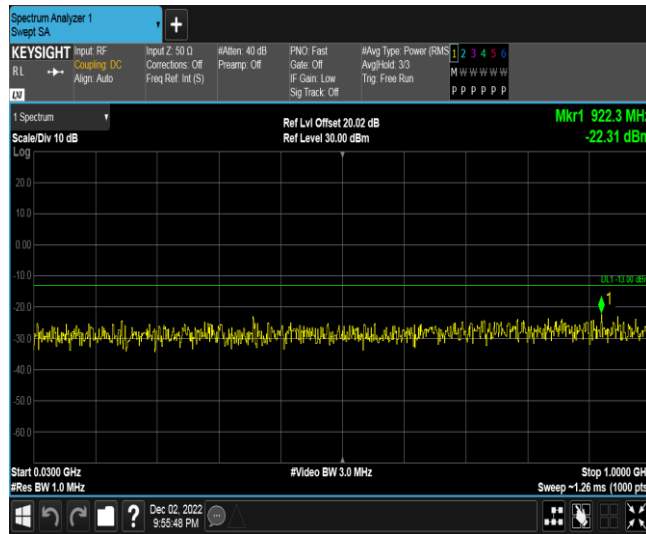 Spectrum Analyzer 1
Swept SA
+
KEYSIGHT
RL
LXI
Input: RF
Coupling: DC
Align: Auto
Input Z: 50 Ω
Corrections: Off
Freq Ref: Int (S)
#Atten: 40 dB
Preamp: Off
PNO: Fast
Gate: Off
IF Gain: Low
Sig Track: Off
#Avg Type: Power (RMS
Avg|Hold: 3/3
Trig: Free Run
1 2 3 4 5 6
M W W W W W
P P P P P P
1 Spectrum
Scale/Div 10 dB
Log
Ref Lvl Offset 20.02 dB
Ref Level 30.00 dBm
Mkr1 922.3 MHz
-22.31 dBm
20.0
10.0
0.00
-10.0
DL1 -13.00 dBm
1
-20.0
-30.0
-40.0
-50.0
-60.0
Start 0.0300 GHz
#Res BW 1.0 MHz
#Video BW 3.0 MHz
Stop 1.0000 GH
Sweep ~1.26 ms (1000 pts
?
Dec 02, 2022
9:55:48 PM